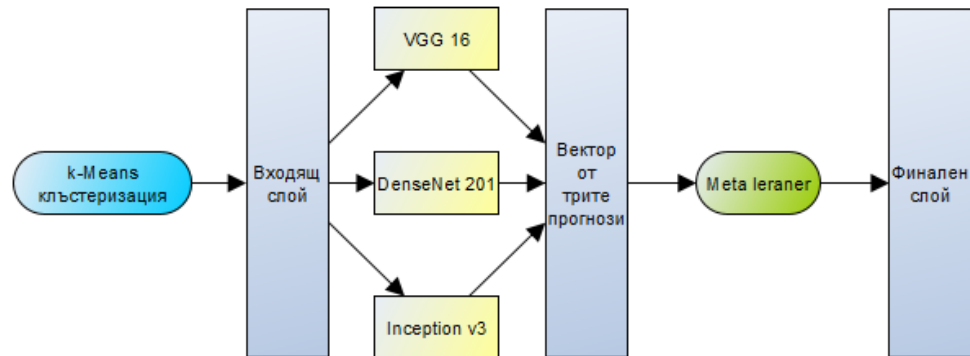 k-Means
клъстеризация
Входящ
слой
VGG 16
DenseNet 201
Inception v3
Вектор
от
трите
прогнози
Meta leraner
Финален
слой